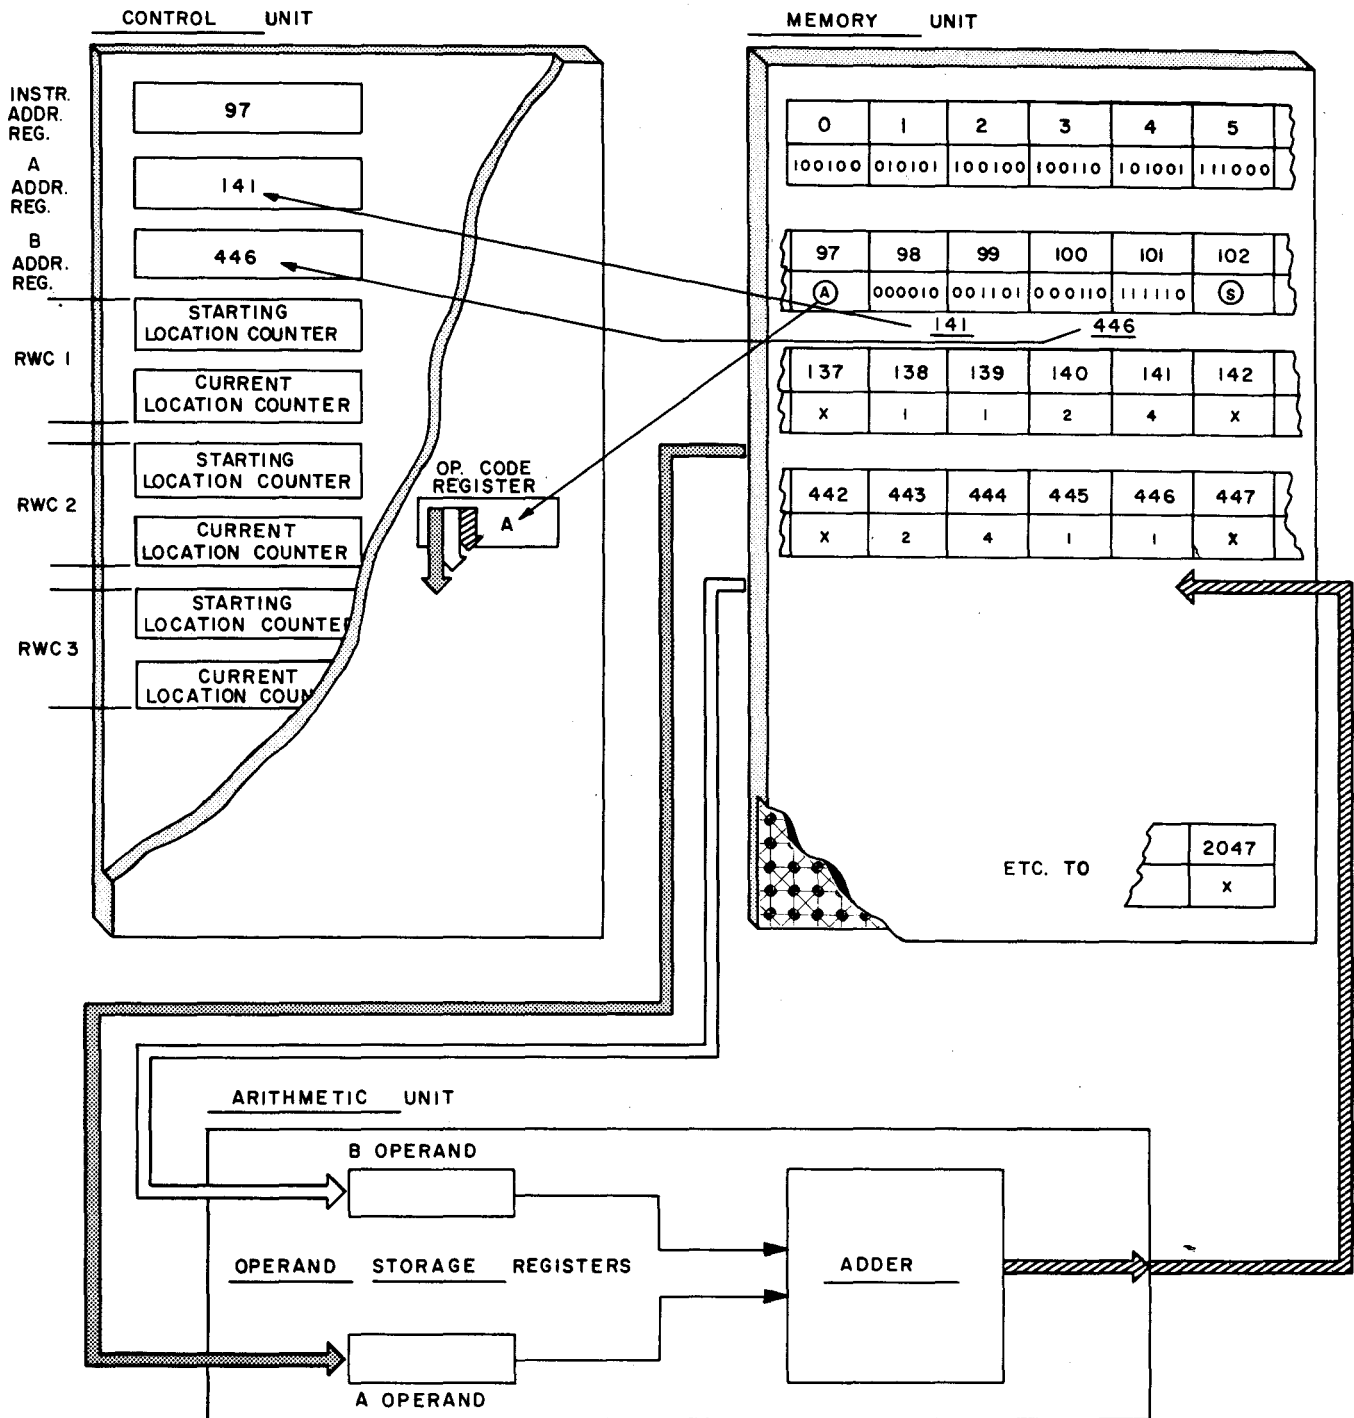 CONTROL UNIT
MEMORY UNIT
INSTR.
ADDR.
REG.
97
A
ADDR.
REG.
141
B
ADDR.
REG.
446
RWC 1
STARTING
LOCATION COUNTER
CURRENT
LOCATION COUNTER
RWC 2
STARTING
LOCATION COUNTER
CURRENT
LOCATION COUNTER
RWC 3
STARTING
LOCATION COUNTE
CURRENT
LOCATION COUN
OP. CODE
REGISTER
A
0 1 2 3 4 5
100100 010101 100100 100110 101001 111000
97 98 99 100 101 102
A 000010 001101 000110 111110 S
141 446
137 138 139 140 141 142
X 1 1 2 4 X
442 443 444 445 446 447
X 2 4 1 1 X
ETC. TO
2047
X
ARITHMETIC UNIT
B OPERAND
OPERAND STORAGE REGISTERS
ADDER
A OPERAND